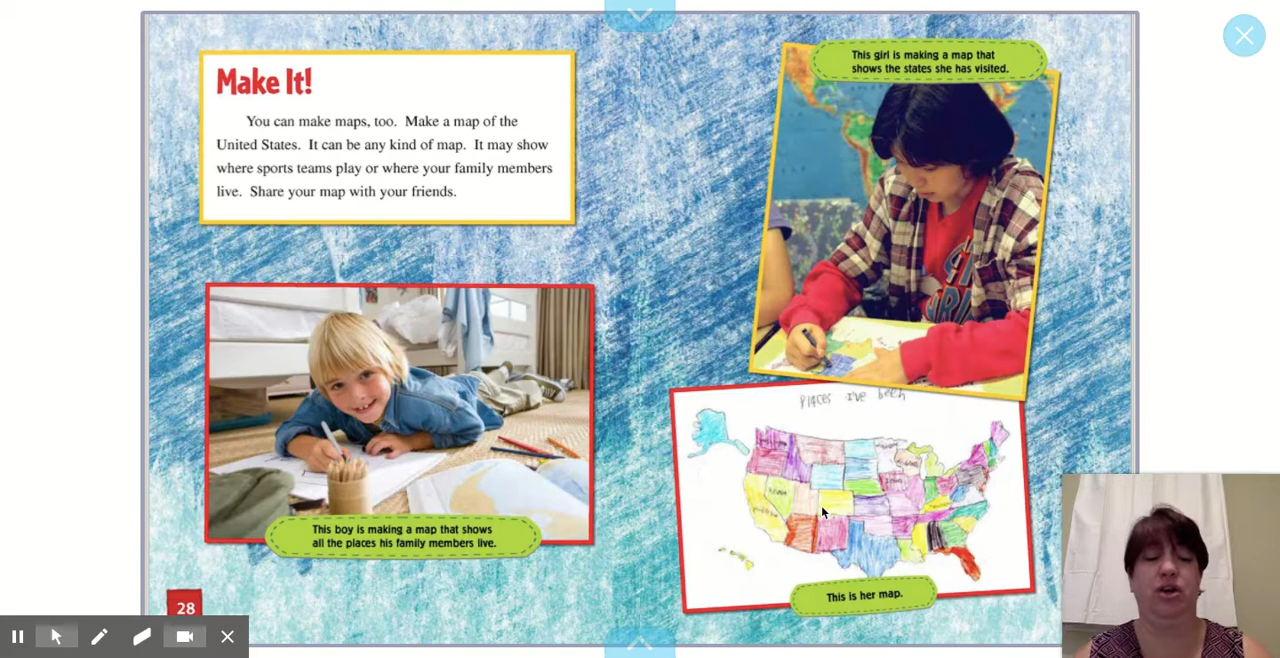 Make It!
You can make maps, too. Make a map of the
United States. It can be any kind of map. It may show
where sports teams play or where your family members
live. Share your map with your friends.
This boy is making a map that shows
all the places his family members live.
28
This girl is making a map that
shows the states she has visited.
Places I've been
This is her map.